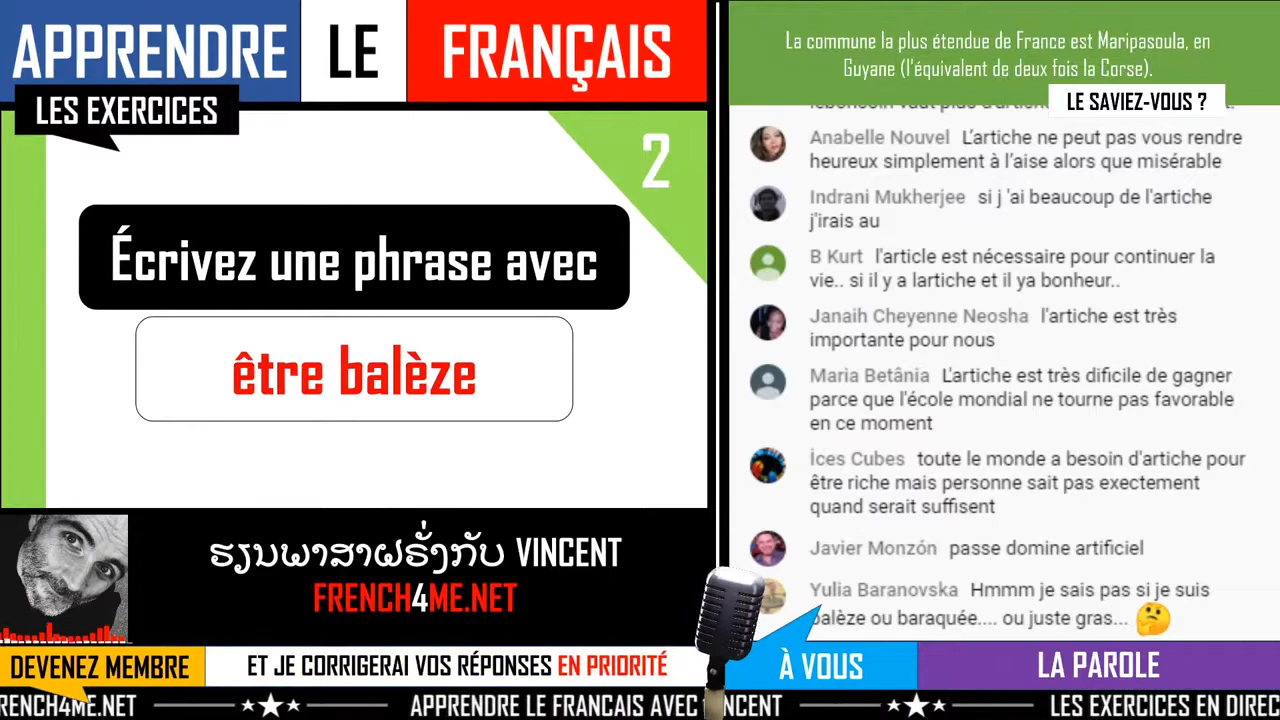 APPRENDRE LE FRANÇAIS
LES EXERCICES
2
Écrivez une phrase avec
être balèze
ຮຽນພາສາຝຣັ່ງກັບ VINCENT
FRENCH4ME.NET
DEVENEZ MEMBRE
ET JE CORRIGERAI VOS RÉPONSES EN PRIORITÉ
La commune la plus étendue de France est Maripasoula, en
Guyane (l'équivalent de deux fois la Corse).
LE SAVIEZ-VOUS ?
Anabelle Nouvel L'artiche ne peut pas vous rendre
heureux simplement à l'aise alors que misérable
Indrani Mukherjee si j 'ai beaucoup de l'artiche
j'irais au
B Kurt l'article est nécessaire pour continuer la
vie.. si il y a lartiche et il ya bonheur..
Janaih Cheyenne Neosha l'artiche est très
importante pour nous
Maria Betânia L'artiche est très dificile de gagner
parce que l'école mondial ne tourne pas favorable
en ce moment
İces Cubes toute le monde a besoin d'artiche pour
être riche mais personne sait pas exectement
quand serait suffisent
Javier Monzón passe domine artificiel
Yulia Baranovska Hmmm je sais pas si je suis
balèze ou baraquée.... ou juste gras... 🤔
À VOUS
LA PAROLE
RENCH4ME.NET APPRENDRE LE FRANCAIS AVEC VINCENT LES EXERCICES EN DIREC